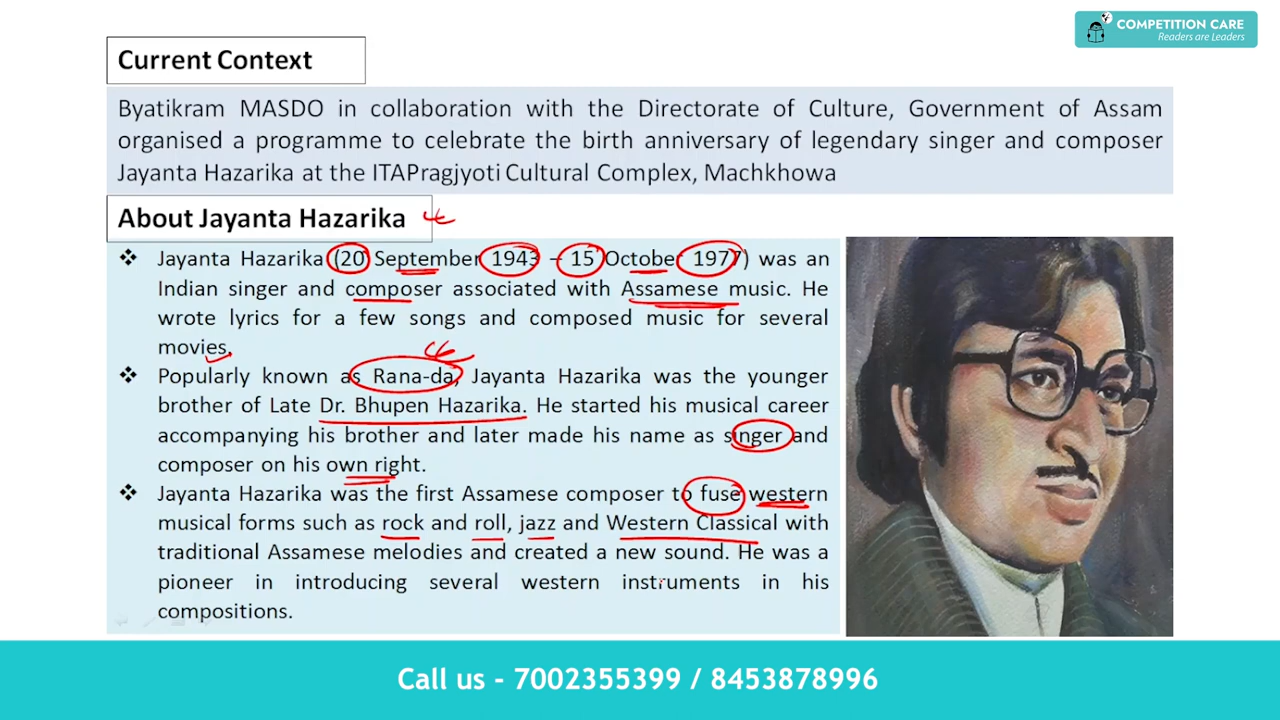 COMPETITION CARE
Readers are Leaders
Current Context
Byatikram MASDO in collaboration with the Directorate of Culture, Government of Assam
organised a programme to celebrate the birth anniversary of legendary singer and composer
Jayanta Hazarika at the ITAPragjyoti Cultural Complex, Machkhowa
About Jayanta Hazarika
❖ Jayanta Hazarika (20 September 1943 – 15 October 1977) was an
Indian singer and composer associated with Assamese music. He
wrote lyrics for a few songs and composed music for several
movies.
❖ Popularly known as Rana-da, Jayanta Hazarika was the younger
brother of Late Dr. Bhupen Hazarika. He started his musical career
accompanying his brother and later made his name as singer and
composer on his own right.
❖ Jayanta Hazarika was the first Assamese composer to fuse western
musical forms such as rock and roll, jazz and Western Classical with
traditional Assamese melodies and created a new sound. He was a
pioneer in introducing several western instruments in his
compositions.
Call us - 7002355399 / 8453878996